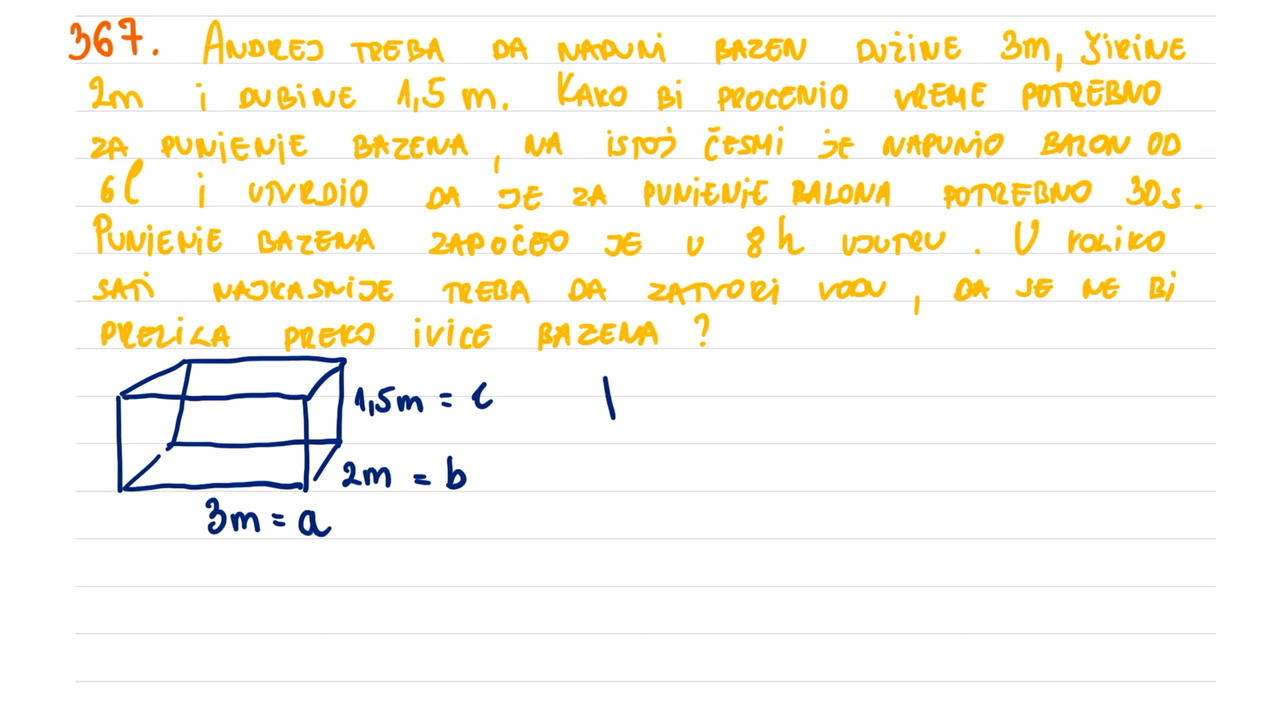 367. ANDREJ TREBA DA NAPUNI BAZEN DUŽINE 3m, ŠIRINE
2m i DUBINE 1,5 m. KAKO BI PROCENIO VREME POTREBNO
ZA PUNJENJE BAZENA, NA ISTOJ ČESMI JE NAPUNIO BALON OD
6l i UTVRDIO DA JE ZA PUNJENJE BALONA POTREBNO 30s.
PUNJENJE BAZENA ZAPOČEO JE U 8h UJUTRU. U KOLIKO
SATI NAJKASNIJE TREBA DA ZATVORI VODU, DA SE NE BI
PRELILA PREKO IVICE BAZENA?
1,5m = c
2m = b
3m = a